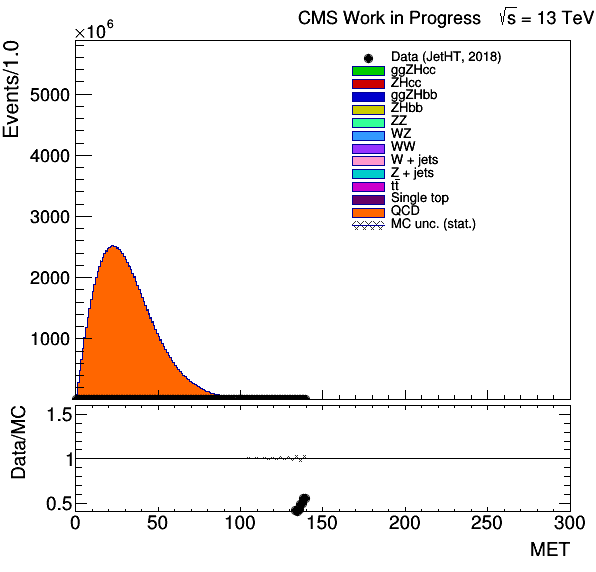 CMS Work in Progress √s = 13 TeV
×10⁶
Events/1.0
5000
4000
3000
2000
1000
Data (JetHT, 2018)
ggZHcc
ZHcc
ggZHbb
ZHbb
ZZ
WZ
WW
W + jets
Z + jets
tt̄
Single top
QCD
MC unc. (stat.)
Data/MC
1.5
1
0.5
0 50 100 150 200 250 300
MET